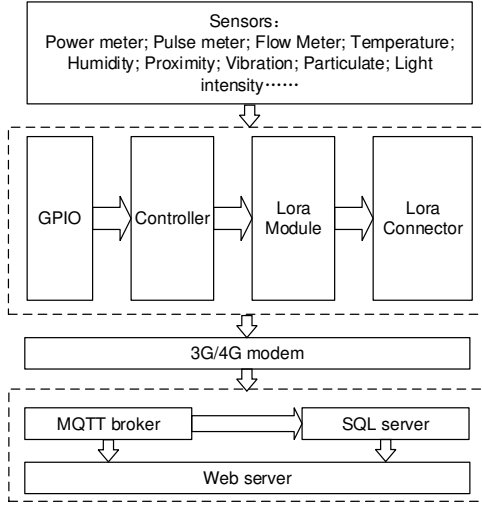 Sensors：
Power meter; Pulse meter; Flow Meter; Temperature;
Humidity; Proximity; Vibration; Particulate; Light
intensity……
GPIO
Controller
Lora
Module
Lora
Connector
3G/4G modem
MQTT broker
SQL server
Web server